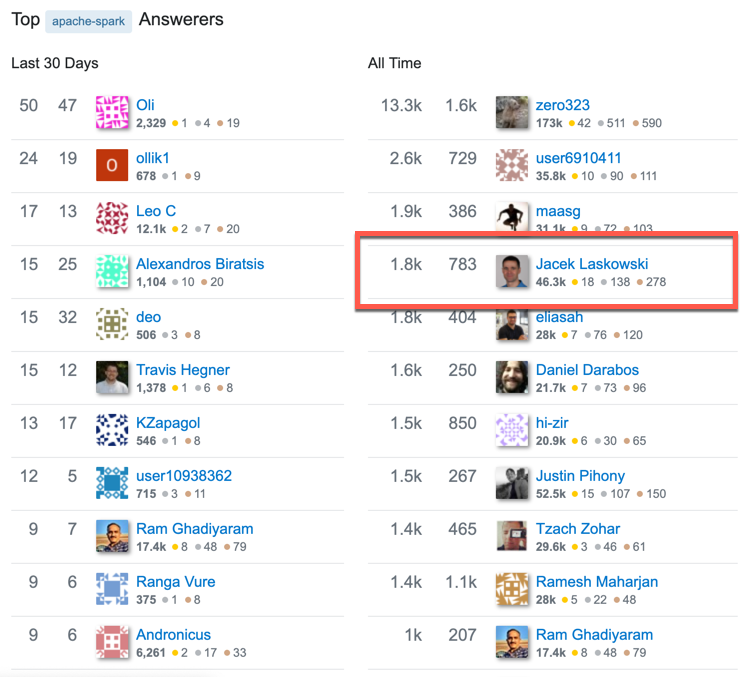 Top apache-spark Answerers
Last 30 Days
50 47 Oli
2,329 1 4 19
24 19 O ollik1
678 1 9
17 13 Leo C
12.1k 2 7 20
15 25 Alexandros Biratsis
1,104 10 20
15 32 deo
506 3 8
15 12 Travis Hegner
1,378 1 6 8
13 17 KZapagol
546 1 8
12 5 user10938362
715 3 11
9 7 Ram Ghadiyaram
17.4k 8 48 79
9 6 Ranga Vure
375 1 8
9 6 Andronicus
6,261 2 17 33
All Time
13.3k 1.6k zero323
173k 42 511 590
2.6k 729 user6910411
35.8k 10 90 111
1.9k 386 maasg
31.1k 9 72 103
1.8k 783 Jacek Laskowski
46.3k 18 138 278
1.8k 404 eliasah
28k 7 76 120
1.6k 250 Daniel Darabos
21.7k 7 73 96
1.5k 850 hi-zir
20.9k 6 30 65
1.5k 267 Justin Pihony
52.5k 15 107 150
1.4k 465 Tzach Zohar
29.6k 3 46 61
1.4k 1.1k Ramesh Maharjan
28k 5 22 48
1k 207 Ram Ghadiyaram
17.4k 8 48 79